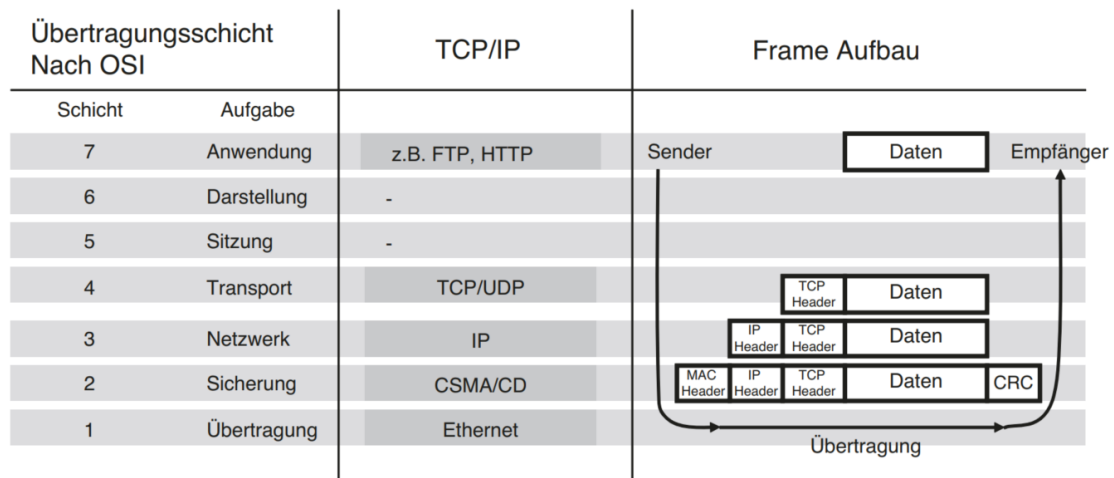 Übertragungsschicht
Nach OSI
TCP/IP
Frame Aufbau
Schicht Aufgabe
7 Anwendung z.B. FTP, HTTP Sender Daten Empfänger
6 Darstellung -
5 Sitzung -
4 Transport TCP/UDP TCP Header Daten
3 Netzwerk IP IP Header TCP Header Daten
2 Sicherung CSMA/CD MAC Header IP Header TCP Header Daten CRC
1 Übertragung Ethernet
Übertragung